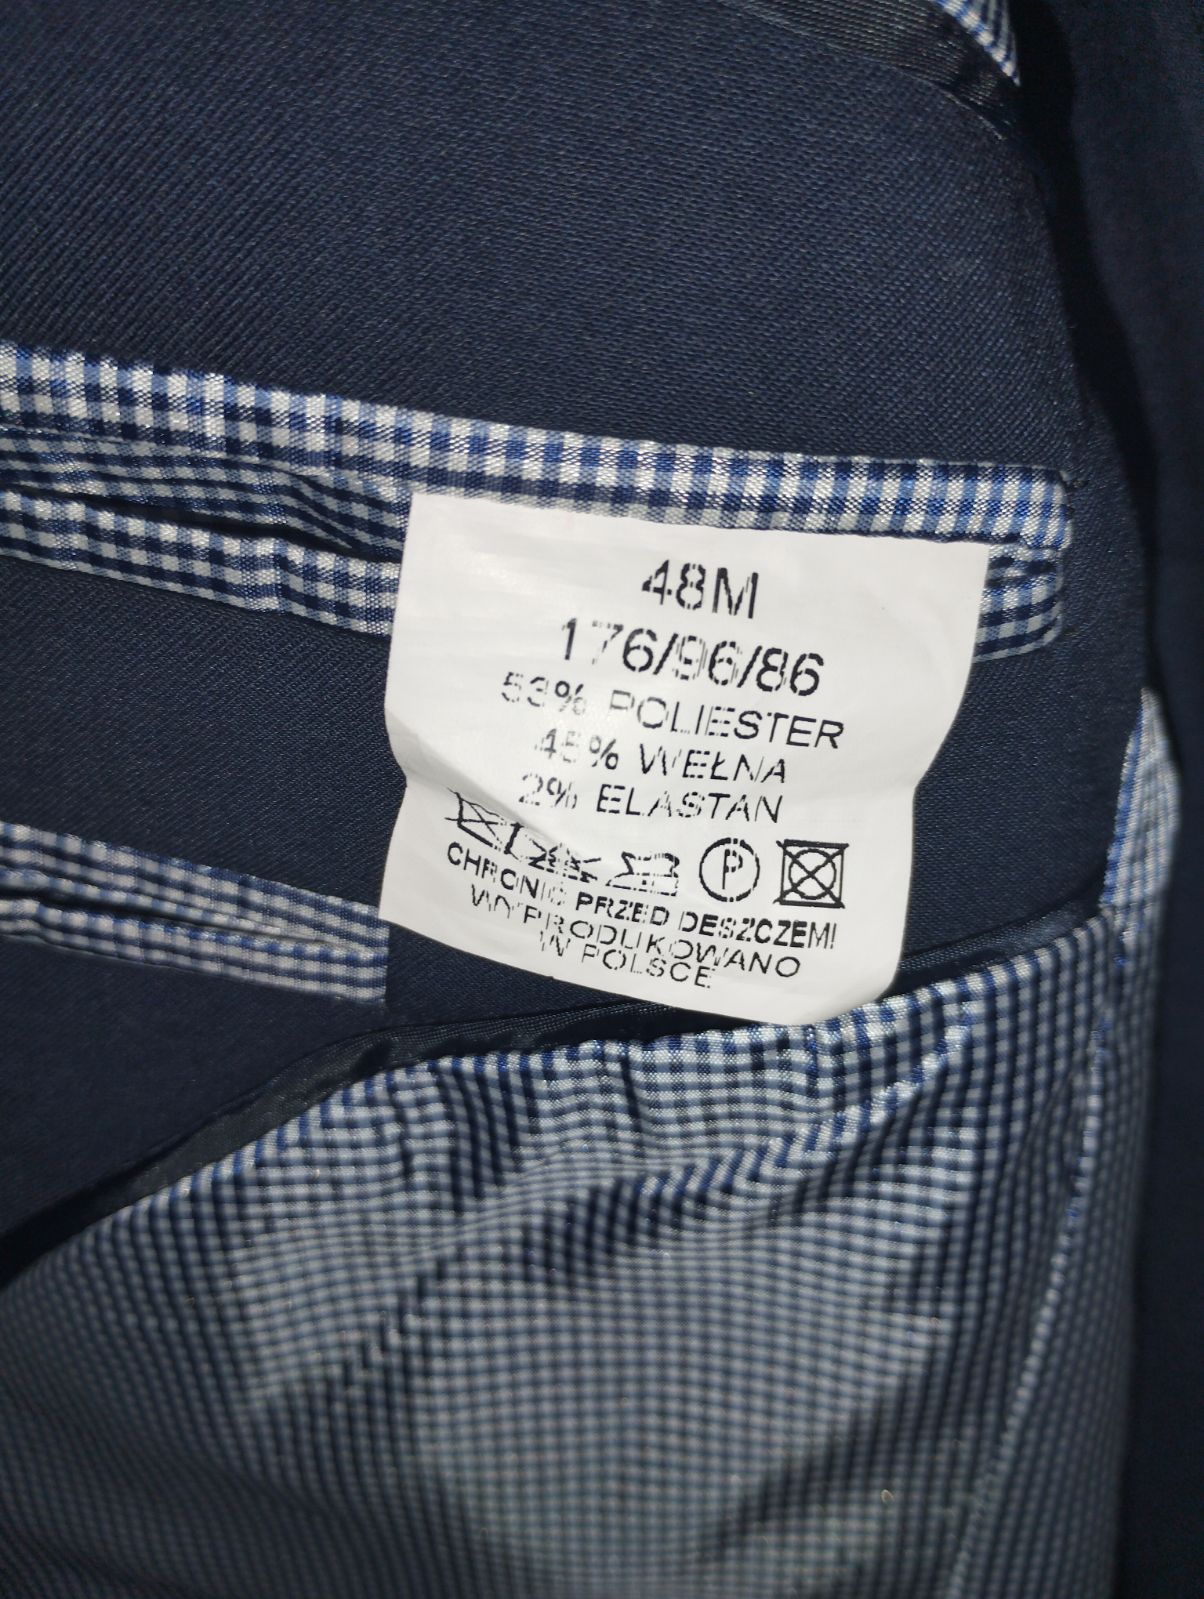 48M
176/96/86
53% POLIESTER
45% WEŁNA
2% ELASTAN
P
CHRONIĆ PRZED DESZCZEM!
WYPRODUKOWANO
W POLSCE